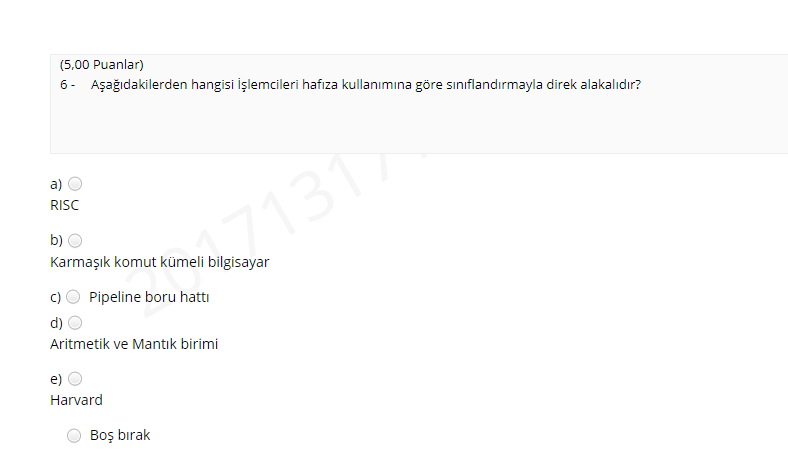 (5,00 Puanlar)
6 - Aşağıdakilerden hangisi İşlemcileri hafıza kullanımına göre sınıflandırmayla direk alakalıdır?
a)
RISC
b)
Karmaşık komut kümeli bilgisayar
c) Pipeline boru hattı
d)
Aritmetik ve Mantık birimi
e)
Harvard
Boş bırak